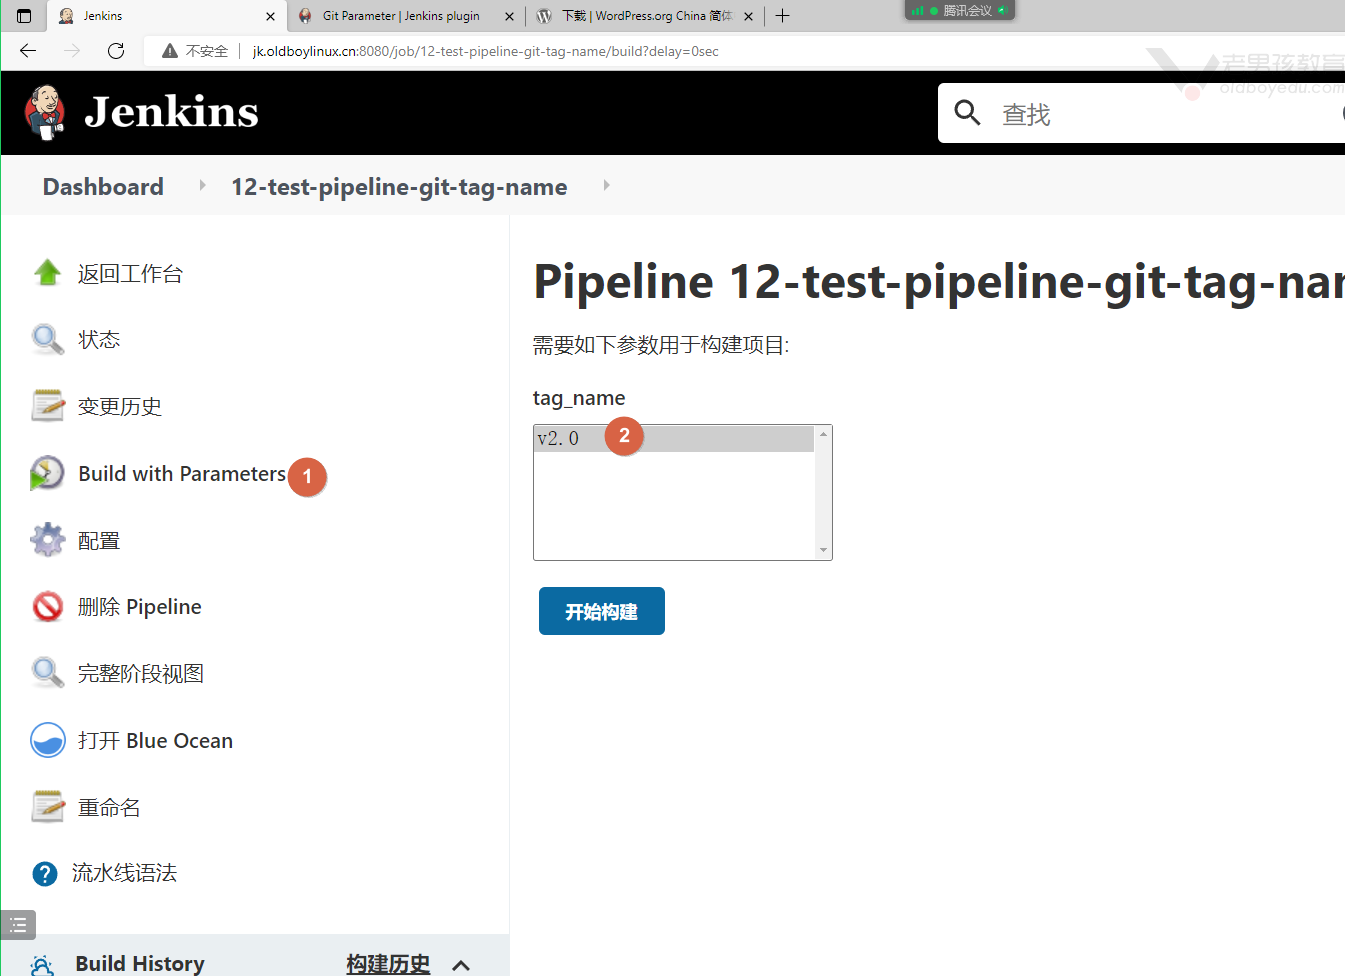 Jenkins
Git Parameter | Jenkins plugin
下载 | WordPress.org China 简体
腾讯会议
不安全
jk.oldboylinux.cn:8080/job/12-test-pipeline-git-tag-name/build?delay=0sec
老男孩教育
oldboyedu.com
Jenkins
查找
Dashboard
12-test-pipeline-git-tag-name
返回工作台
状态
变更历史
Build with Parameters
1
配置
删除 Pipeline
完整阶段视图
打开 Blue Ocean
重命名
流水线语法
Build History
构建历史
Pipeline 12-test-pipeline-git-tag-nam
需要如下参数用于构建项目:
tag_name
v2.0
2
开始构建